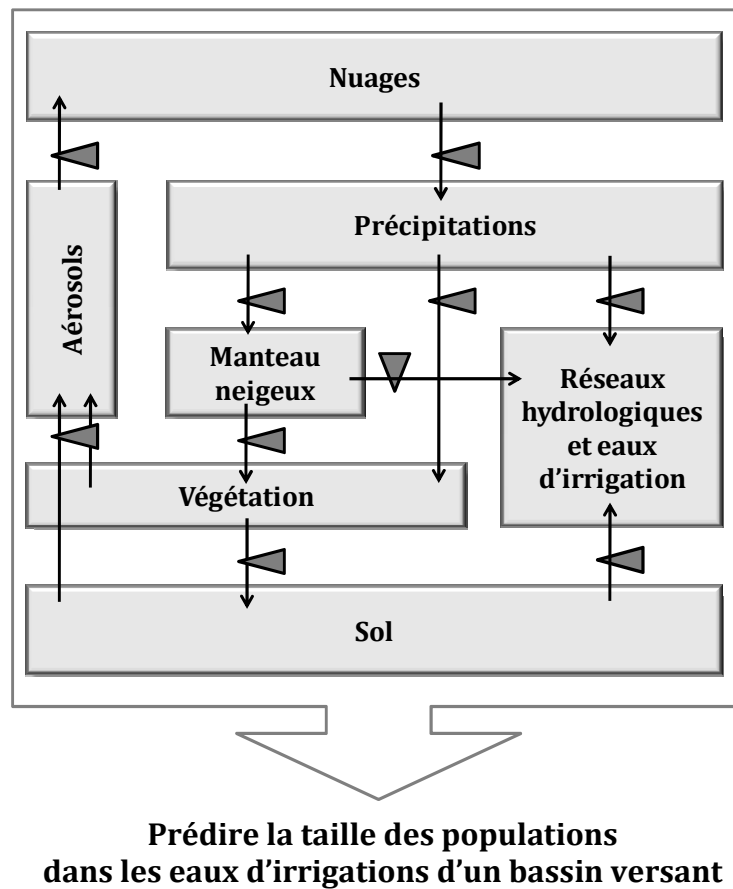 Nuages
Précipitations
Aérosols
Manteau
neigeux
Réseaux
hydrologiques
et eaux
d'irrigation
Végétation
Sol
Prédire la taille des populations
dans les eaux d'irrigations d'un bassin versant